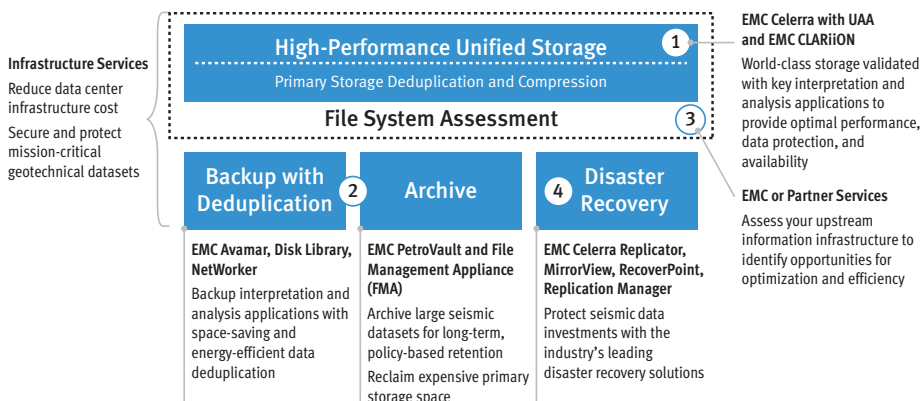 Infrastructure Services
Reduce data center
infrastructure cost
Secure and protect
mission-critical
geotechnical datasets
High-Performance Unified Storage
1
Primary Storage Deduplication and Compression
File System Assessment
3
EMC Celerra with UAA
and EMC CLARiiON
World-class storage validated
with key interpretation and
analysis applications to
provide optimal performance,
data protection, and
availability
EMC or Partner Services
Assess your upstream
information infrastructure to
identify opportunities for
optimization and efficiency
Backup with
Deduplication
2
Archive
4
Disaster
Recovery
EMC Avamar, Disk Library,
NetWorker
Backup interpretation and
analysis applications with
space-saving and
energy-efficient data
deduplication
EMC PetroVault and File
Management Appliance
(FMA)
Archive large seismic
datasets for long-term,
policy-based retention
Reclaim expensive primary
storage space
EMC Celerra Replicator,
MirrorView, RecoverPoint,
Replication Manager
Protect seismic data
investments with the
industry's leading
disaster recovery solutions